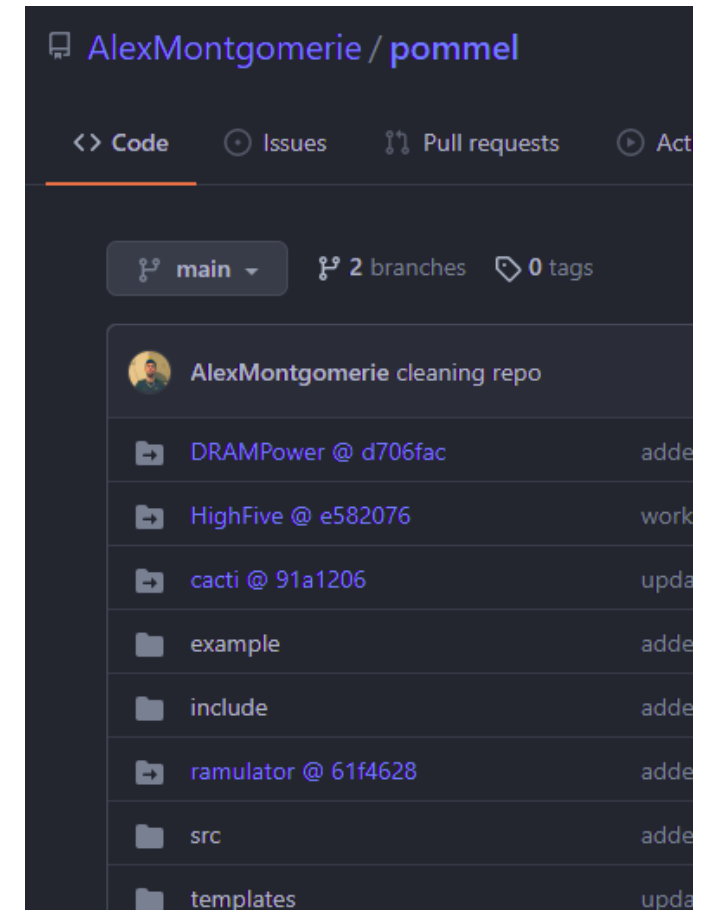 AlexMontgomerie / pommel
<> Code Issues Pull requests Act
main 2 branches 0 tags
AlexMontgomerie cleaning repo
DRAMPower @ d706fac adde
HighFive @ e582076 work
cacti @ 91a1206 upda
example adde
include adde
ramulator @ 61f4628 adde
src adde
templates upda